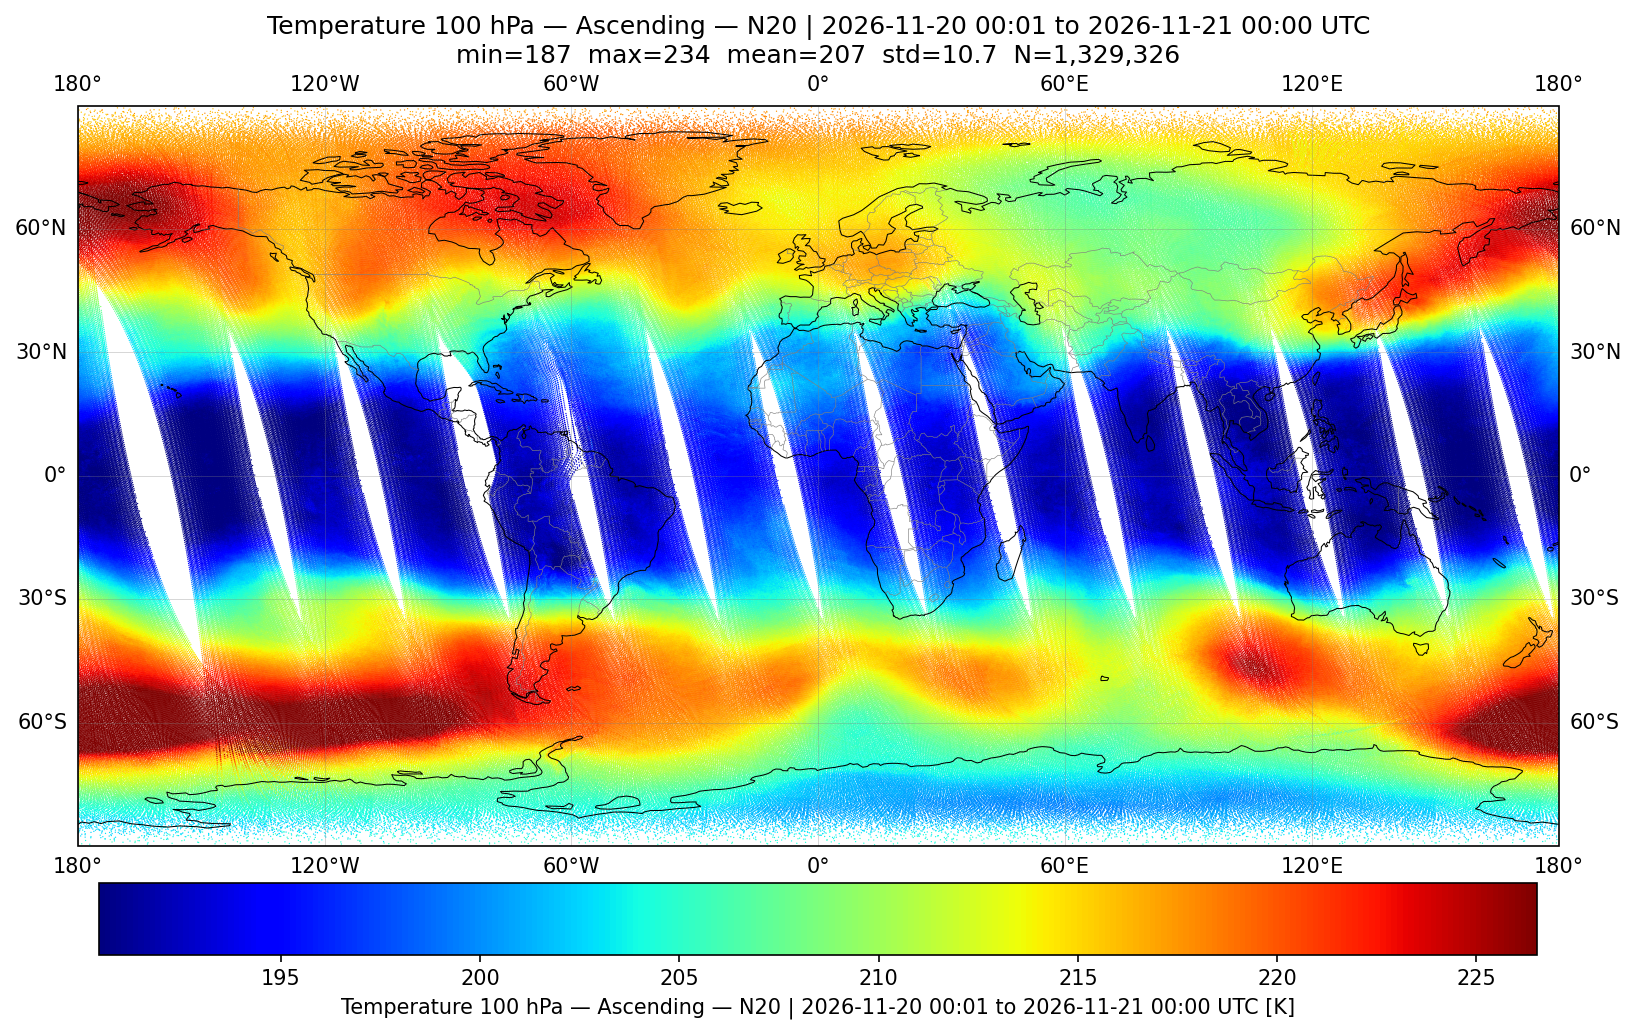 Temperature 100 hPa — Ascending — N20 | 2026-11-20 00:01 to 2026-11-21 00:00 UTC
min=187 max=234 mean=207 std=10.7 N=1,329,326
180° 120°W 60°W 0° 60°E 120°E 180°
60°N 60°N
30°N 30°N
0° 0°
30°S 30°S
60°S 60°S
180° 120°W 60°W 0° 60°E 120°E 180°
195 200 205 210 215 220 225
Temperature 100 hPa — Ascending — N20 | 2026-11-20 00:01 to 2026-11-21 00:00 UTC [K]